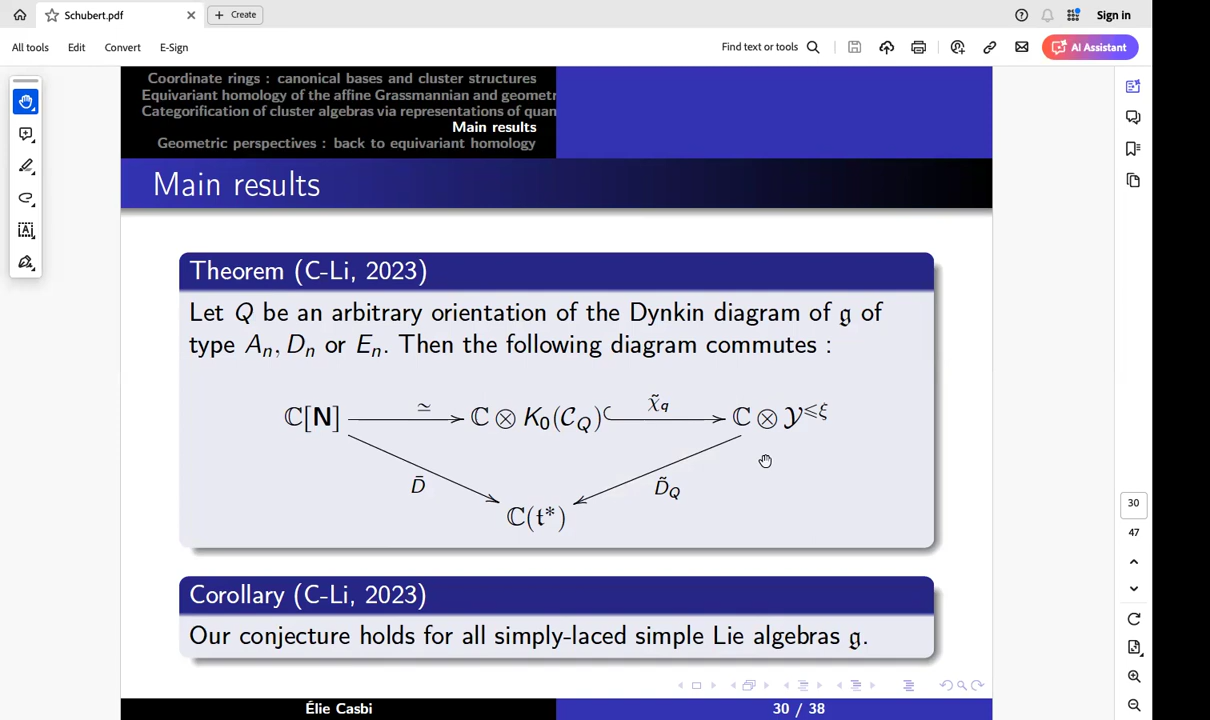 Schubert.pdf
Create
Sign in
All tools
Edit
Convert
E-Sign
Find text or tools
AI Assistant
Coordinate rings : canonical bases and cluster structures
Equivariant homology of the affine Grassmannian and geometr
Categorification of cluster algebras via representations of quan
Main results
Geometric perspectives : back to equivariant homology
Main results
Theorem (C-Li, 2023)
Let Q be an arbitrary orientation of the Dynkin diagram of 𝔤 of
type Aₙ, Dₙ or Eₙ. Then the following diagram commutes :
≃ χ̃_q
ℂ[N] ℂ ⊗ K₀(𝒞_Q) ℂ ⊗ 𝒴^{⩽ξ}
D̄ D̃_Q
ℂ(𝔱*)
Corollary (C-Li, 2023)
Our conjecture holds for all simply-laced simple Lie algebras 𝔤.
Élie Casbi 30 / 38
30
47